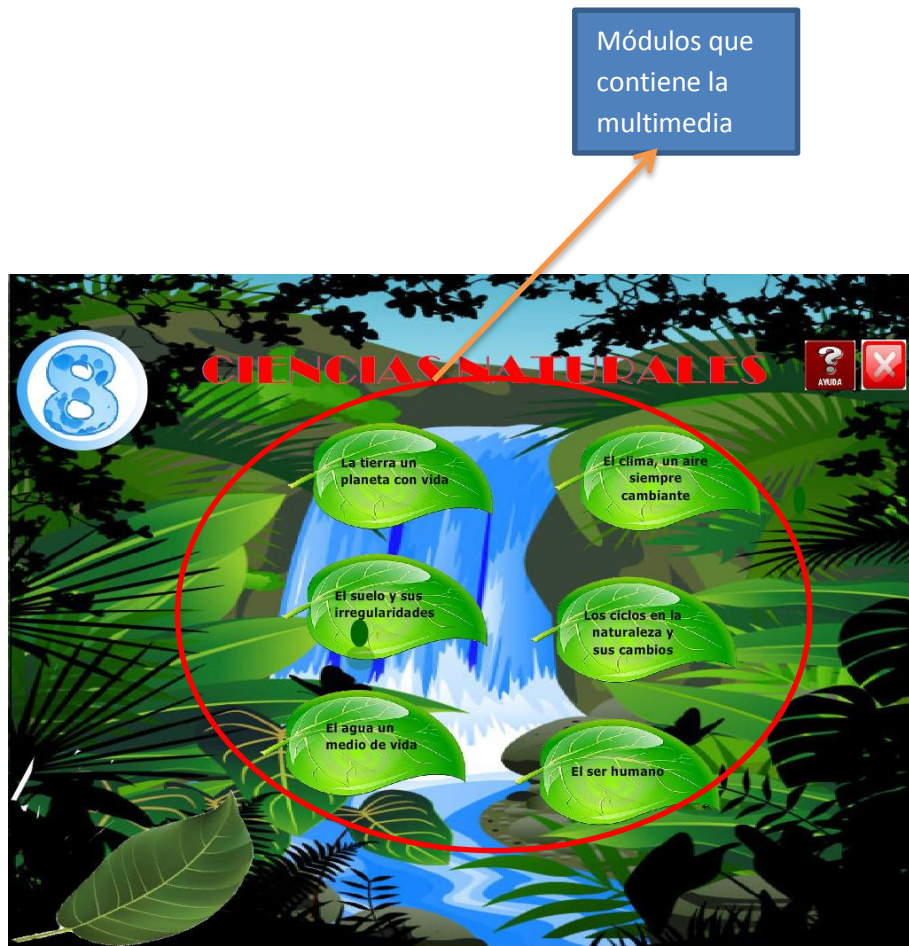 Módulos que
contiene la
multimedia
8
CIENCIAS NATURALES
?
AYUDA
X
La tierra un
planeta con vida
El clima, un aire
siempre
cambiante
El suelo y sus
irregularidades
Los ciclos en la
naturaleza y
sus cambios
El agua un
medio de vida
El ser humano